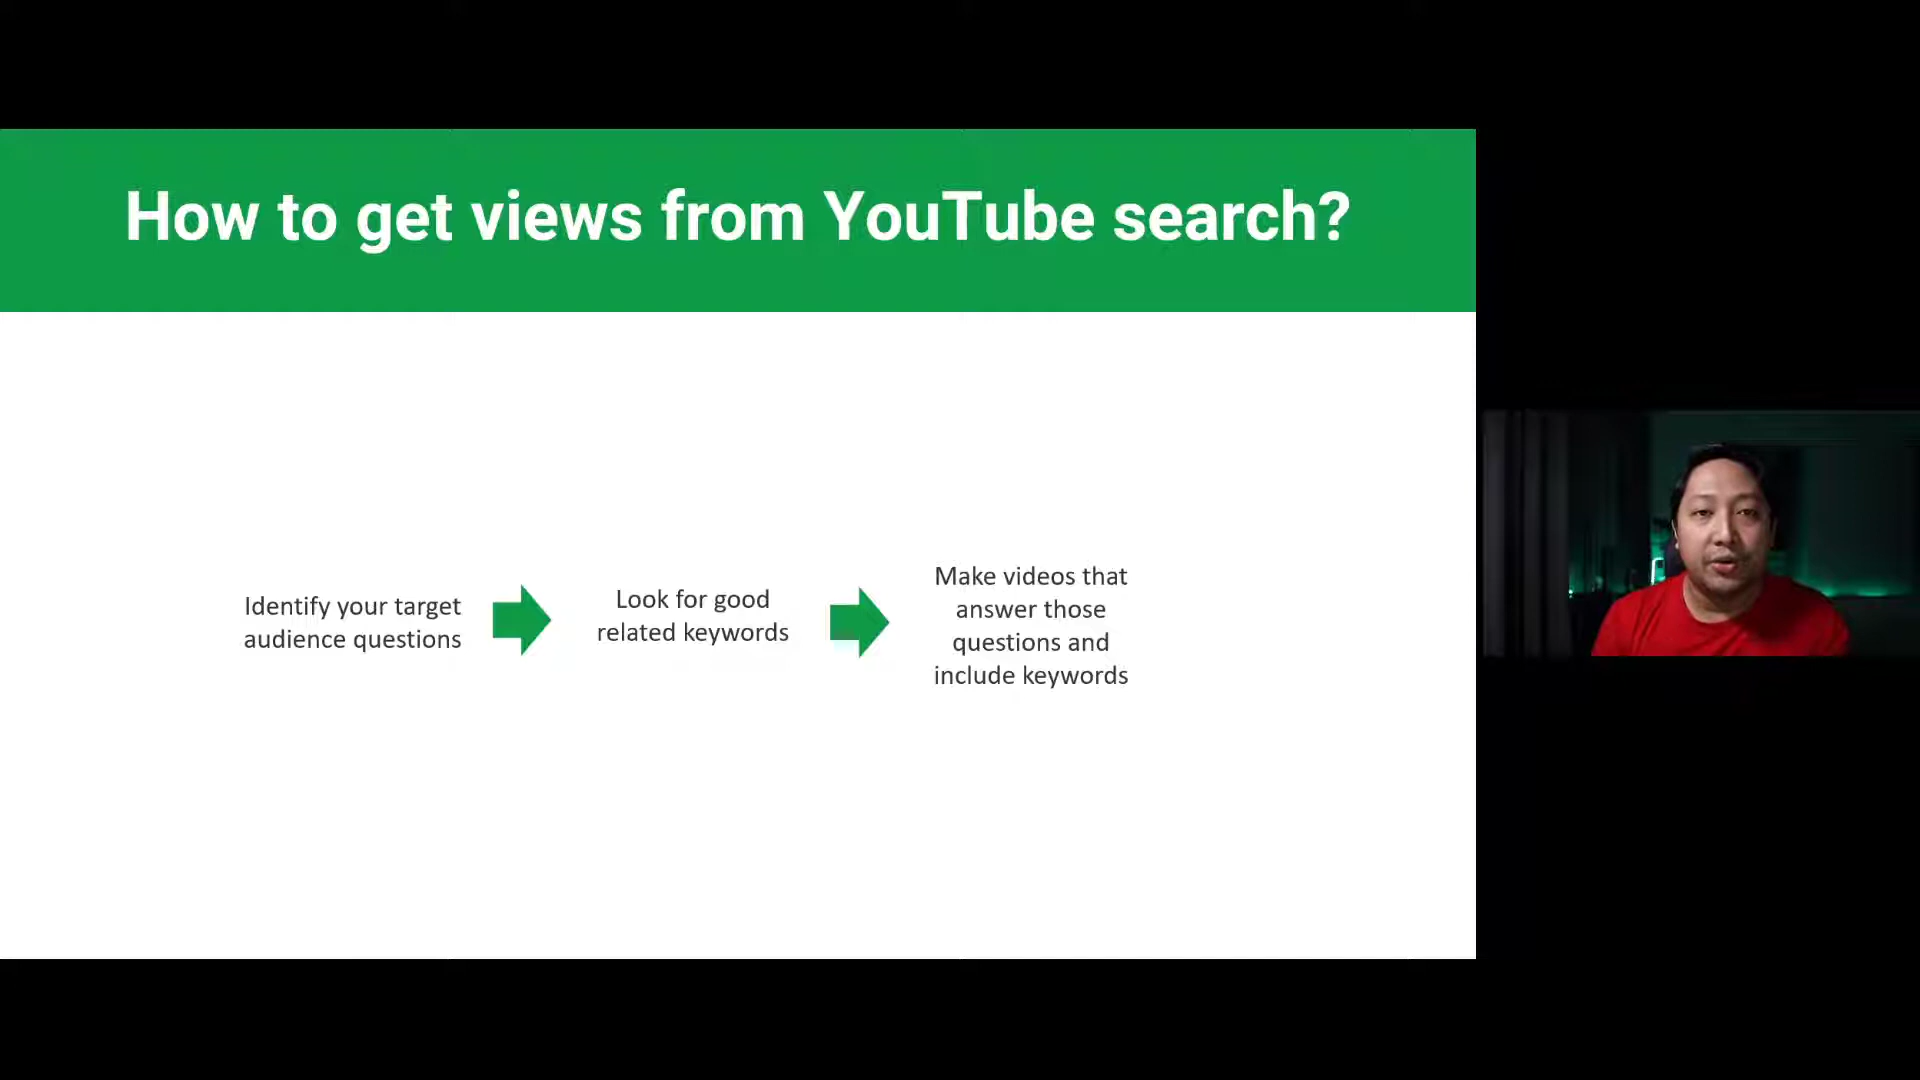 How to get views from YouTube search?
Identify your target
audience questions
Look for good
related keywords
Make videos that
answer those
questions and
include keywords